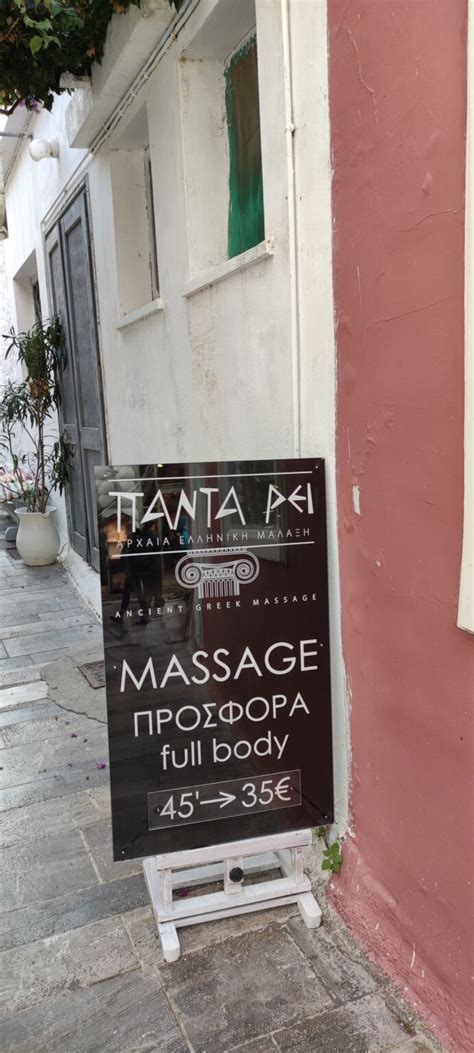 ΠΑΝΤΑ ΡΕΙ
ΑΡΧΑΙΑ ΕΛΛΗΝΙΚΗ ΜΑΛΑΞΗ
ANCIENT GREEK MASSAGE
MASSAGE
ΠΡΟΣΦΟΡΑ
full body
45'→35€